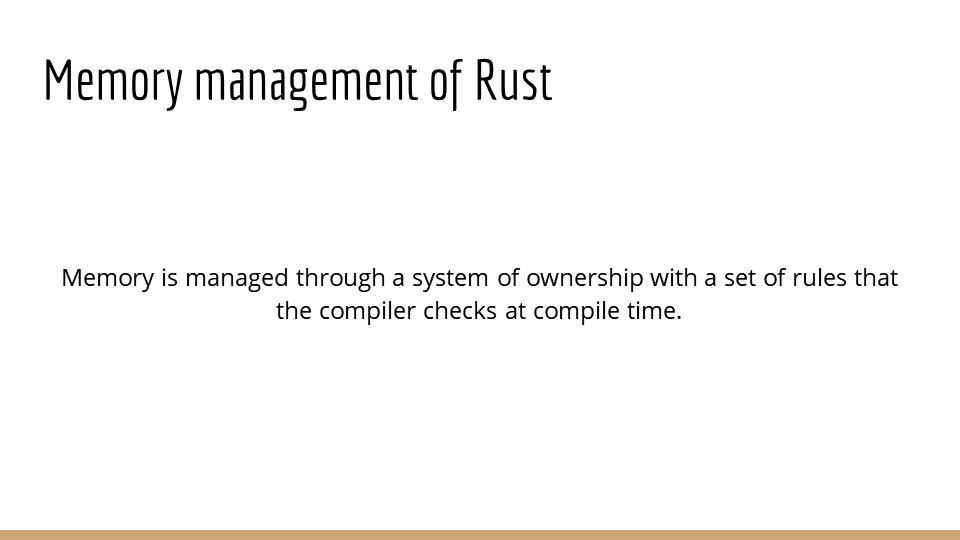 Memory management of Rust
Memory is managed through a system of ownership with a set of rules that
the compiler checks at compile time.